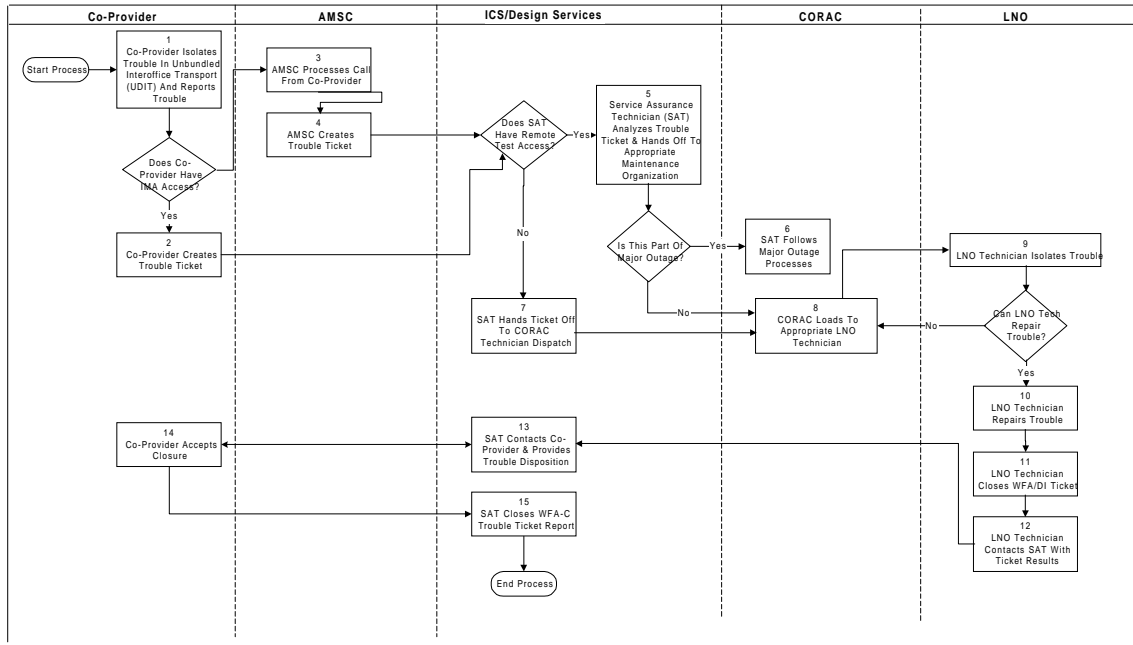 Co-Provider
AMSC
ICS/Design Services
CORAC
LNO
Start Process
1
Co-Provider Isolates
Trouble In Unbundled
Interoffice Transport
(UDIT) And Reports
Trouble
Does Co-
Provider Have
IMA Access?
Yes
2
Co-Provider Creates
Trouble Ticket
3
AMSC Processes Call
From Co-Provider
4
AMSC Creates
Trouble Ticket
Does SAT
Have Remote
Test Access?
Yes
No
5
Service Assurance
Technician (SAT)
Analyzes Trouble
Ticket & Hands Off To
Appropriate
Maintenance
Organization
Is This Part Of
Major Outage?
Yes
No
6
SAT Follows
Major Outage
Processes
7
SAT Hands Ticket Off
To CORAC
Technician Dispatch
8
CORAC Loads To
Appropriate LNO
Technician
9
LNO Technician Isolates Trouble
Can LNO Tech
Repair
Trouble?
No
Yes
10
LNO Technician
Repairs Trouble
11
LNO Technician
Closes WFA/DI Ticket
12
LNO Technician
Contacts SAT With
Ticket Results
13
SAT Contacts Co-
Provider & Provides
Trouble Disposition
14
Co-Provider Accepts
Closure
15
SAT Closes WFA-C
Trouble Ticket Report
End Process